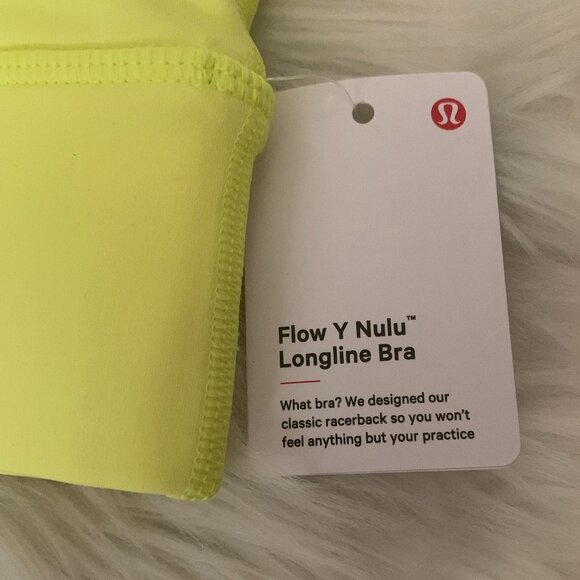 Flow Y Nulu™
Longline Bra
What bra? We designed our
classic racerback so you won't
feel anything but your practice